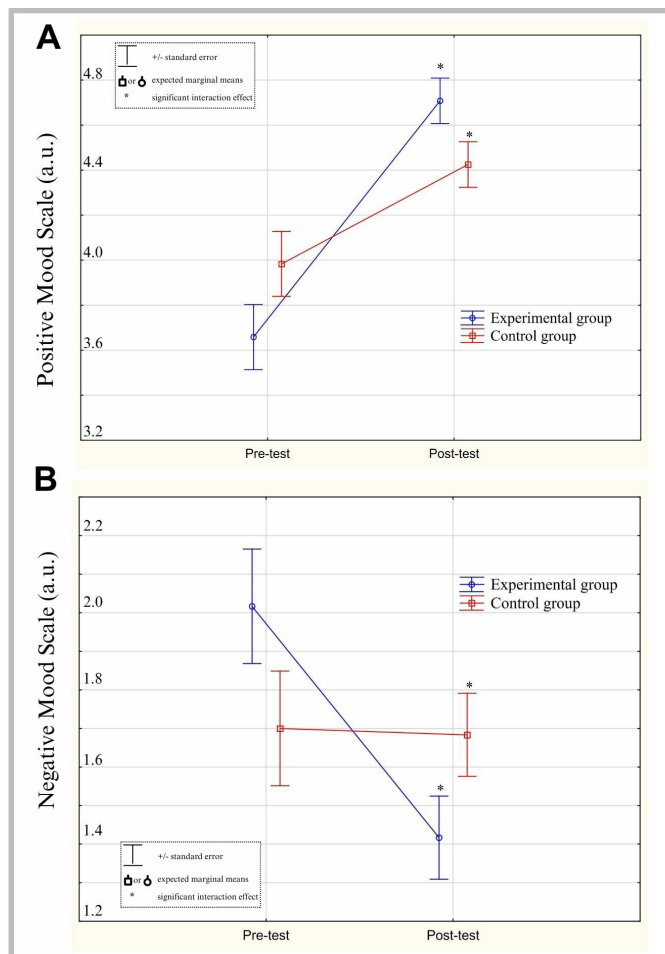 A
+/- standard error
or expected marginal means
* significant interaction effect
Positive Mood Scale (a.u.)
4.8
4.4
4.0
3.6
3.2
*
*
Experimental group
Control group
Pre-test
Post-test
B
Negative Mood Scale (a.u.)
2.2
2.0
1.8
1.6
1.4
1.2
Experimental group
Control group
*
*
+/- standard error
or expected marginal means
* significant interaction effect
Pre-test
Post-test